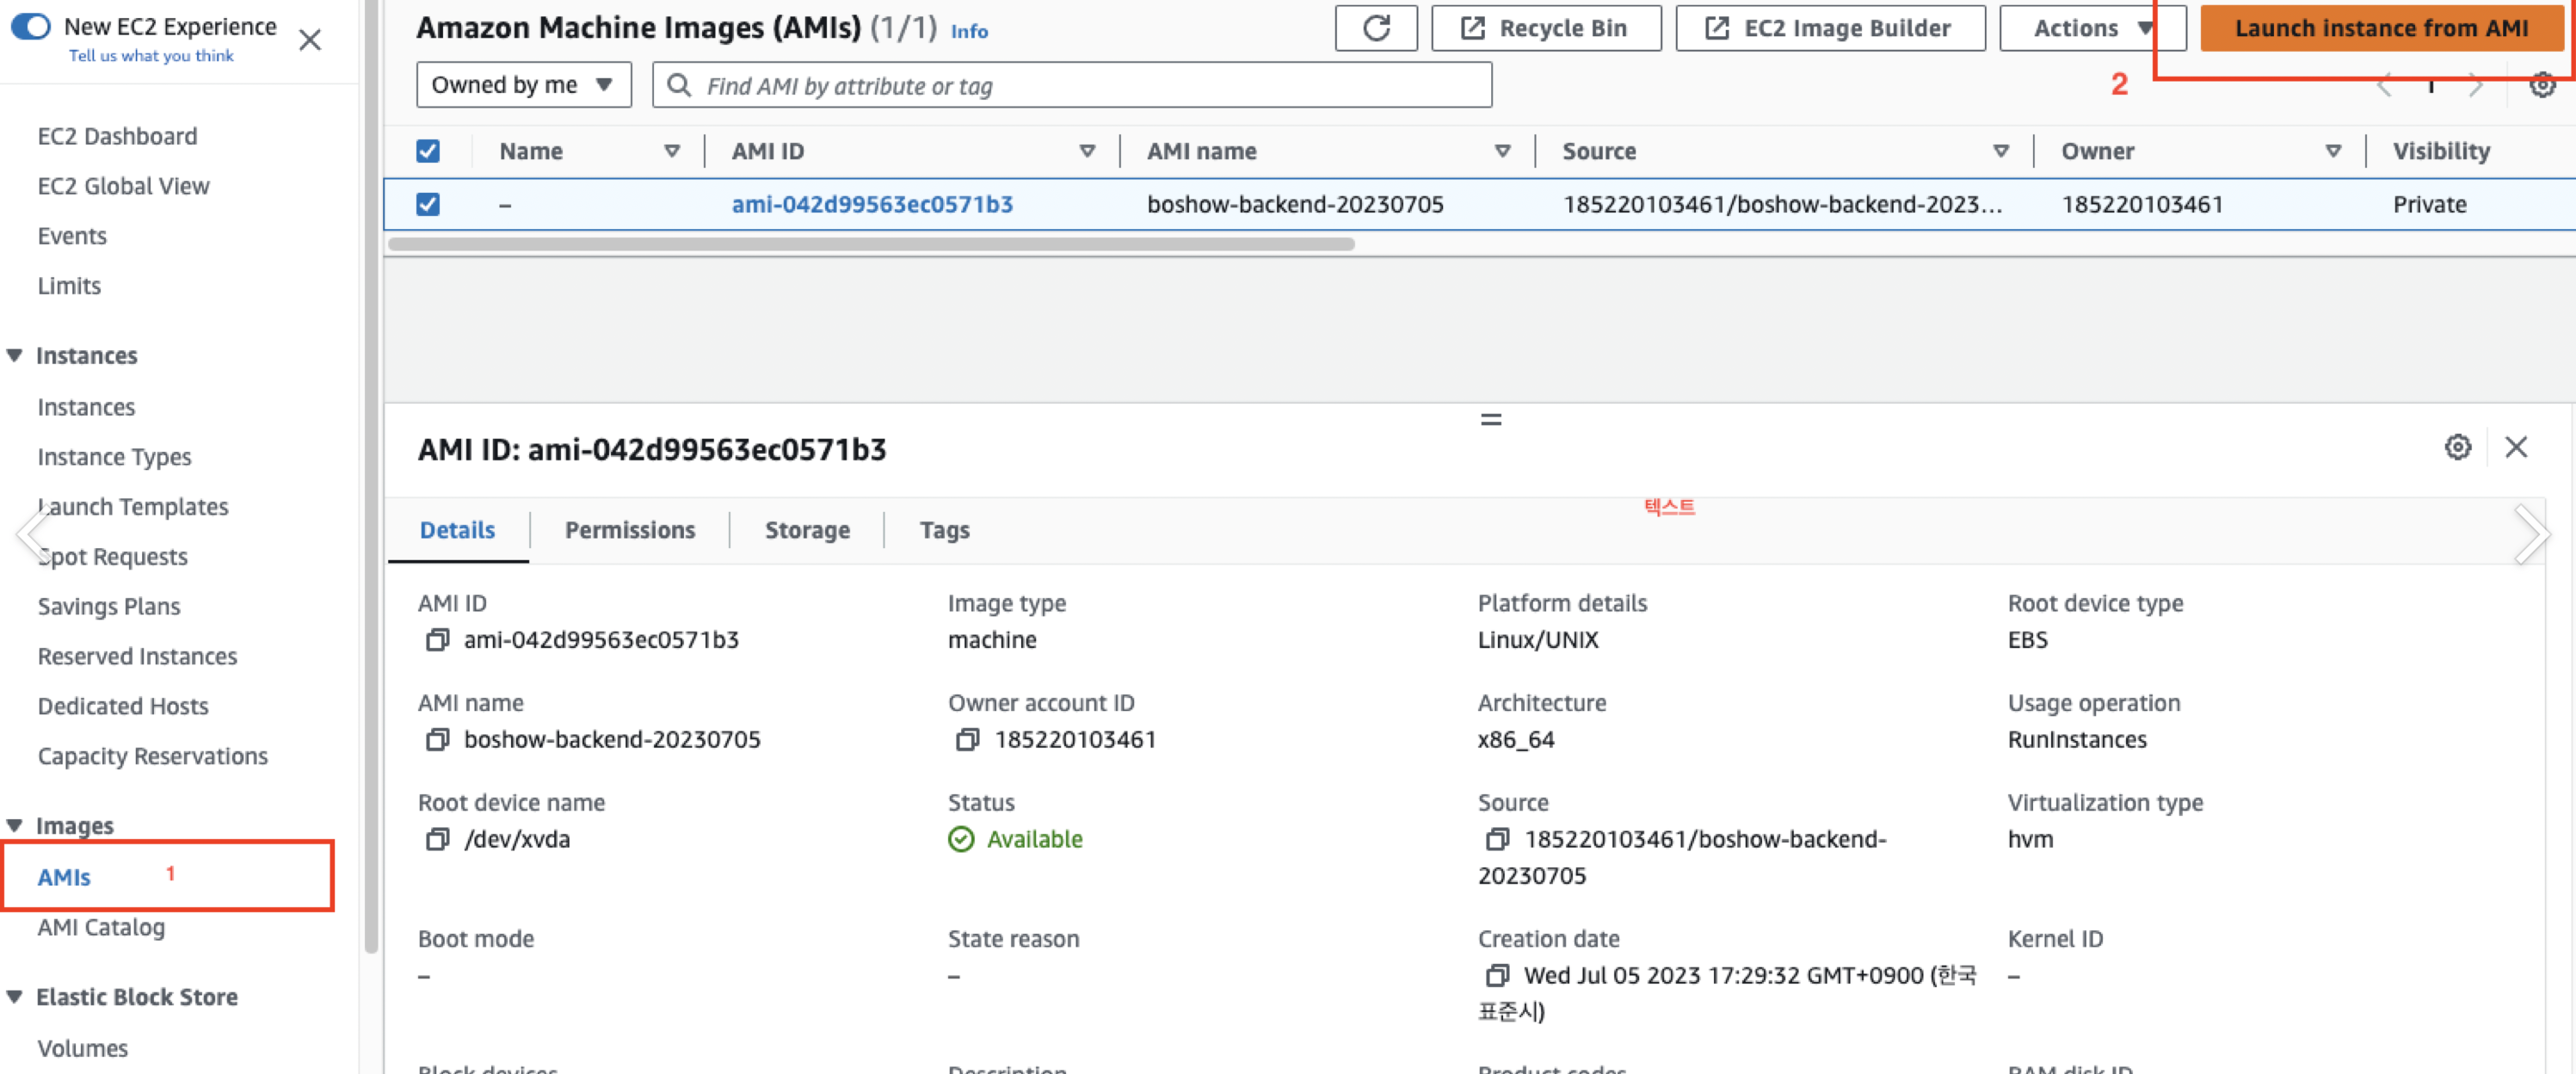 New EC2 Experience
Tell us what you think
EC2 Dashboard
EC2 Global View
Events
Limits
Instances
Instances
Instance Types
Launch Templates
Spot Requests
Savings Plans
Reserved Instances
Dedicated Hosts
Capacity Reservations
Images
AMIs 1
AMI Catalog
Elastic Block Store
Volumes
Amazon Machine Images (AMIs) (1/1) Info
Recycle Bin
EC2 Image Builder
Actions
Launch instance from AMI
Owned by me
Find AMI by attribute or tag
2
1
Name AMI ID AMI name Source Owner Visibility
– ami-042d99563ec0571b3 boshow-backend-20230705 185220103461/boshow-backend-2023... 185220103461 Private
AMI ID: ami-042d99563ec0571b3
텍스트
Details Permissions Storage Tags
AMI ID Image type Platform details Root device type
ami-042d99563ec0571b3 machine Linux/UNIX EBS
AMI name Owner account ID Architecture Usage operation
boshow-backend-20230705 185220103461 x86_64 RunInstances
Root device name Status Source Virtualization type
/dev/xvda Available 185220103461/boshow-backend- hvm
20230705
Boot mode State reason Creation date Kernel ID
– – Wed Jul 05 2023 17:29:32 GMT+0900 (한국 –
표준시)
Block devices Description Product codes RAM disk ID